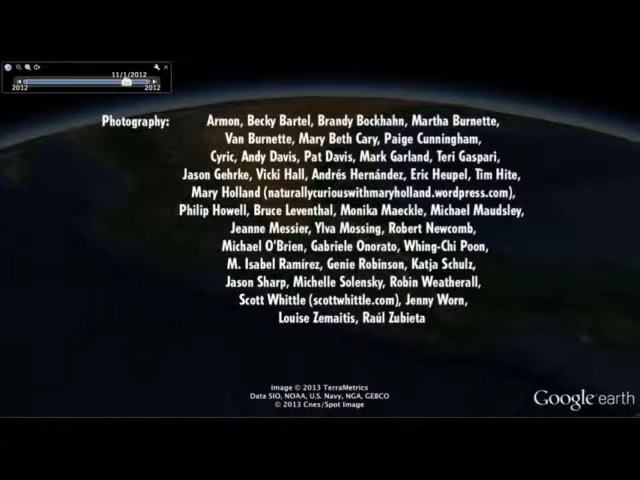 11/1/2012
2012 2012
Photography: Armon, Becky Bartel, Brandy Bockhahn, Martha Burnette,
Van Burnette, Mary Beth Cary, Paige Cunningham,
Cyric, Andy Davis, Pat Davis, Mark Garland, Teri Gaspari,
Jason Gehrke, Vicki Hall, Andrés Hernández, Eric Heupel, Tim Hite,
Mary Holland (naturallycuriouswithmaryholland.wordpress.com),
Philip Howell, Bruce Leventhal, Monika Maeckle, Michael Maudsley,
Jeanne Messier, Ylva Mossing, Robert Newcomb,
Michael O'Brien, Gabriele Onorato, Whing-Chi Poon,
M. Isabel Ramírez, Genie Robinson, Katja Schulz,
Jason Sharp, Michelle Solensky, Robin Weatherall,
Scott Whittle (scottwhittle.com), Jenny Worn,
Louise Zemaitis, Raúl Zubieta
Image © 2013 TerraMetrics
Data SIO, NOAA, U.S. Navy, NGA, GEBCO
© 2013 Cnes/Spot Image
Google earth